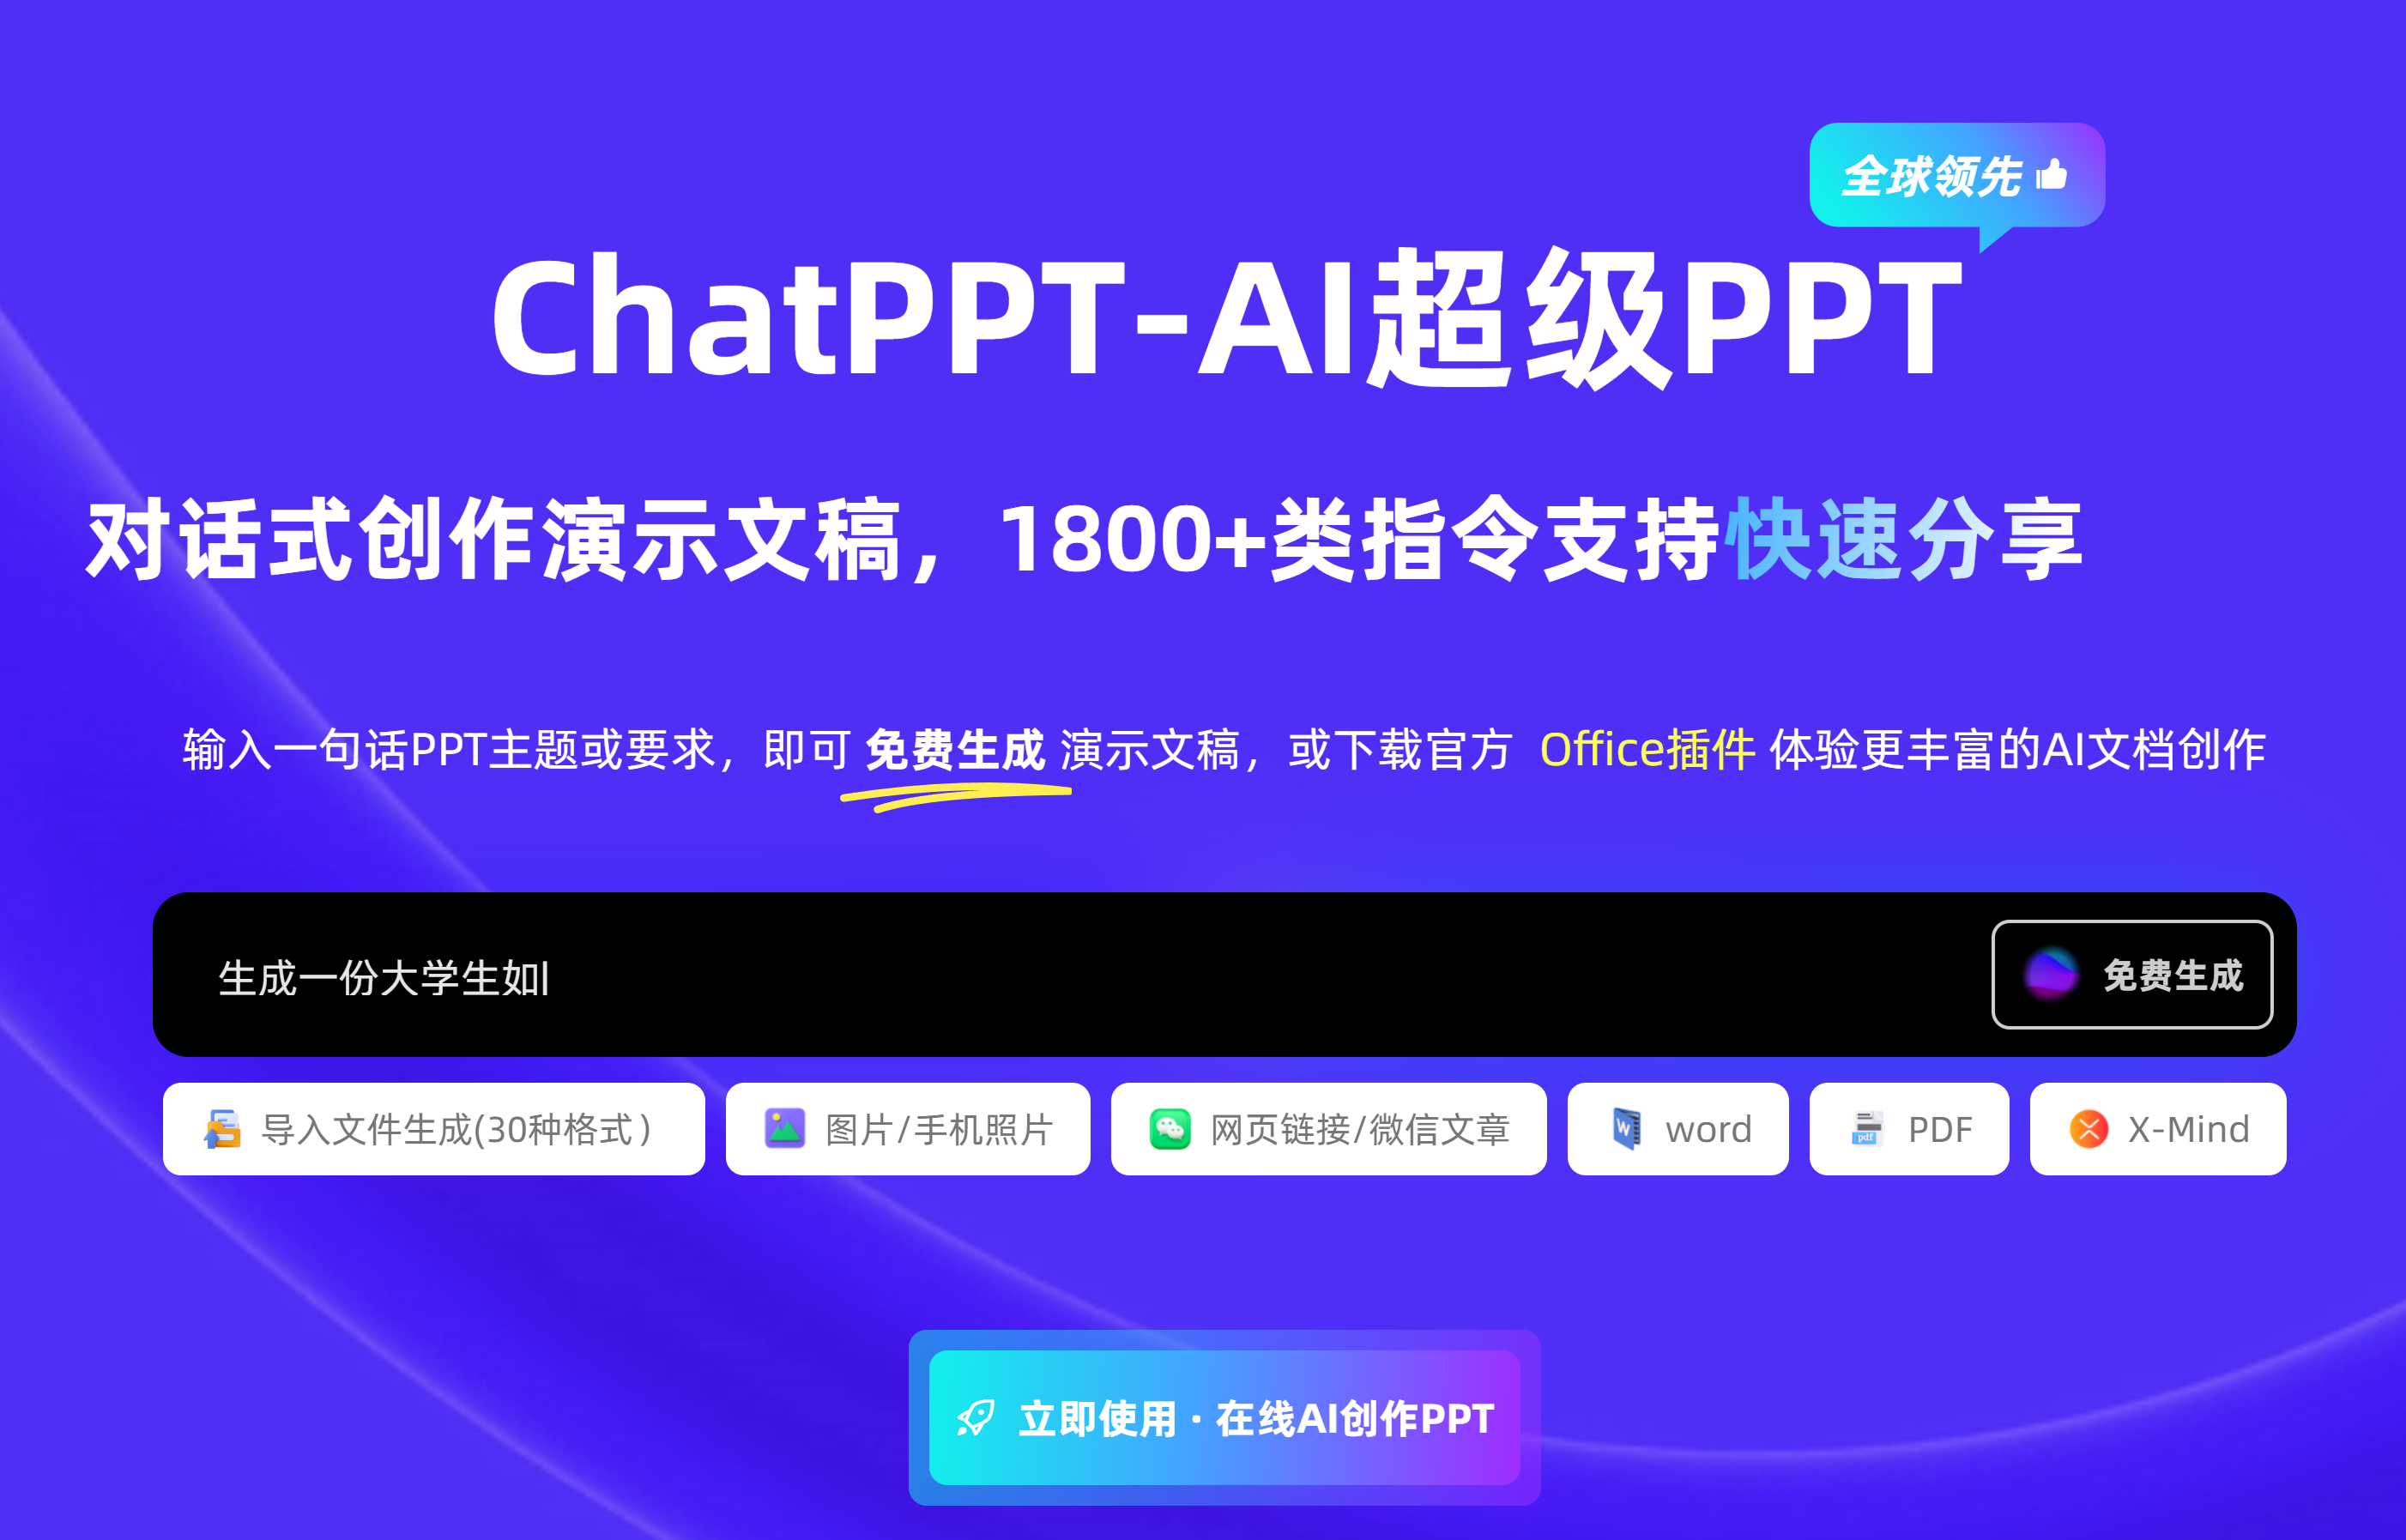 全球领先
ChatPPT-AI超级PPT
对话式创作演示文稿，1800+类指令支持快速分享
输入一句话PPT主题或要求，即可 免费生成 演示文稿，或下载官方 Office插件 体验更丰富的AI文档创作
生成一份大学生如
免费生成
导入文件生成(30种格式）
图片/手机照片
网页链接/微信文章
W
word
pdf
PDF
X-Mind
立即使用 · 在线AI创作PPT